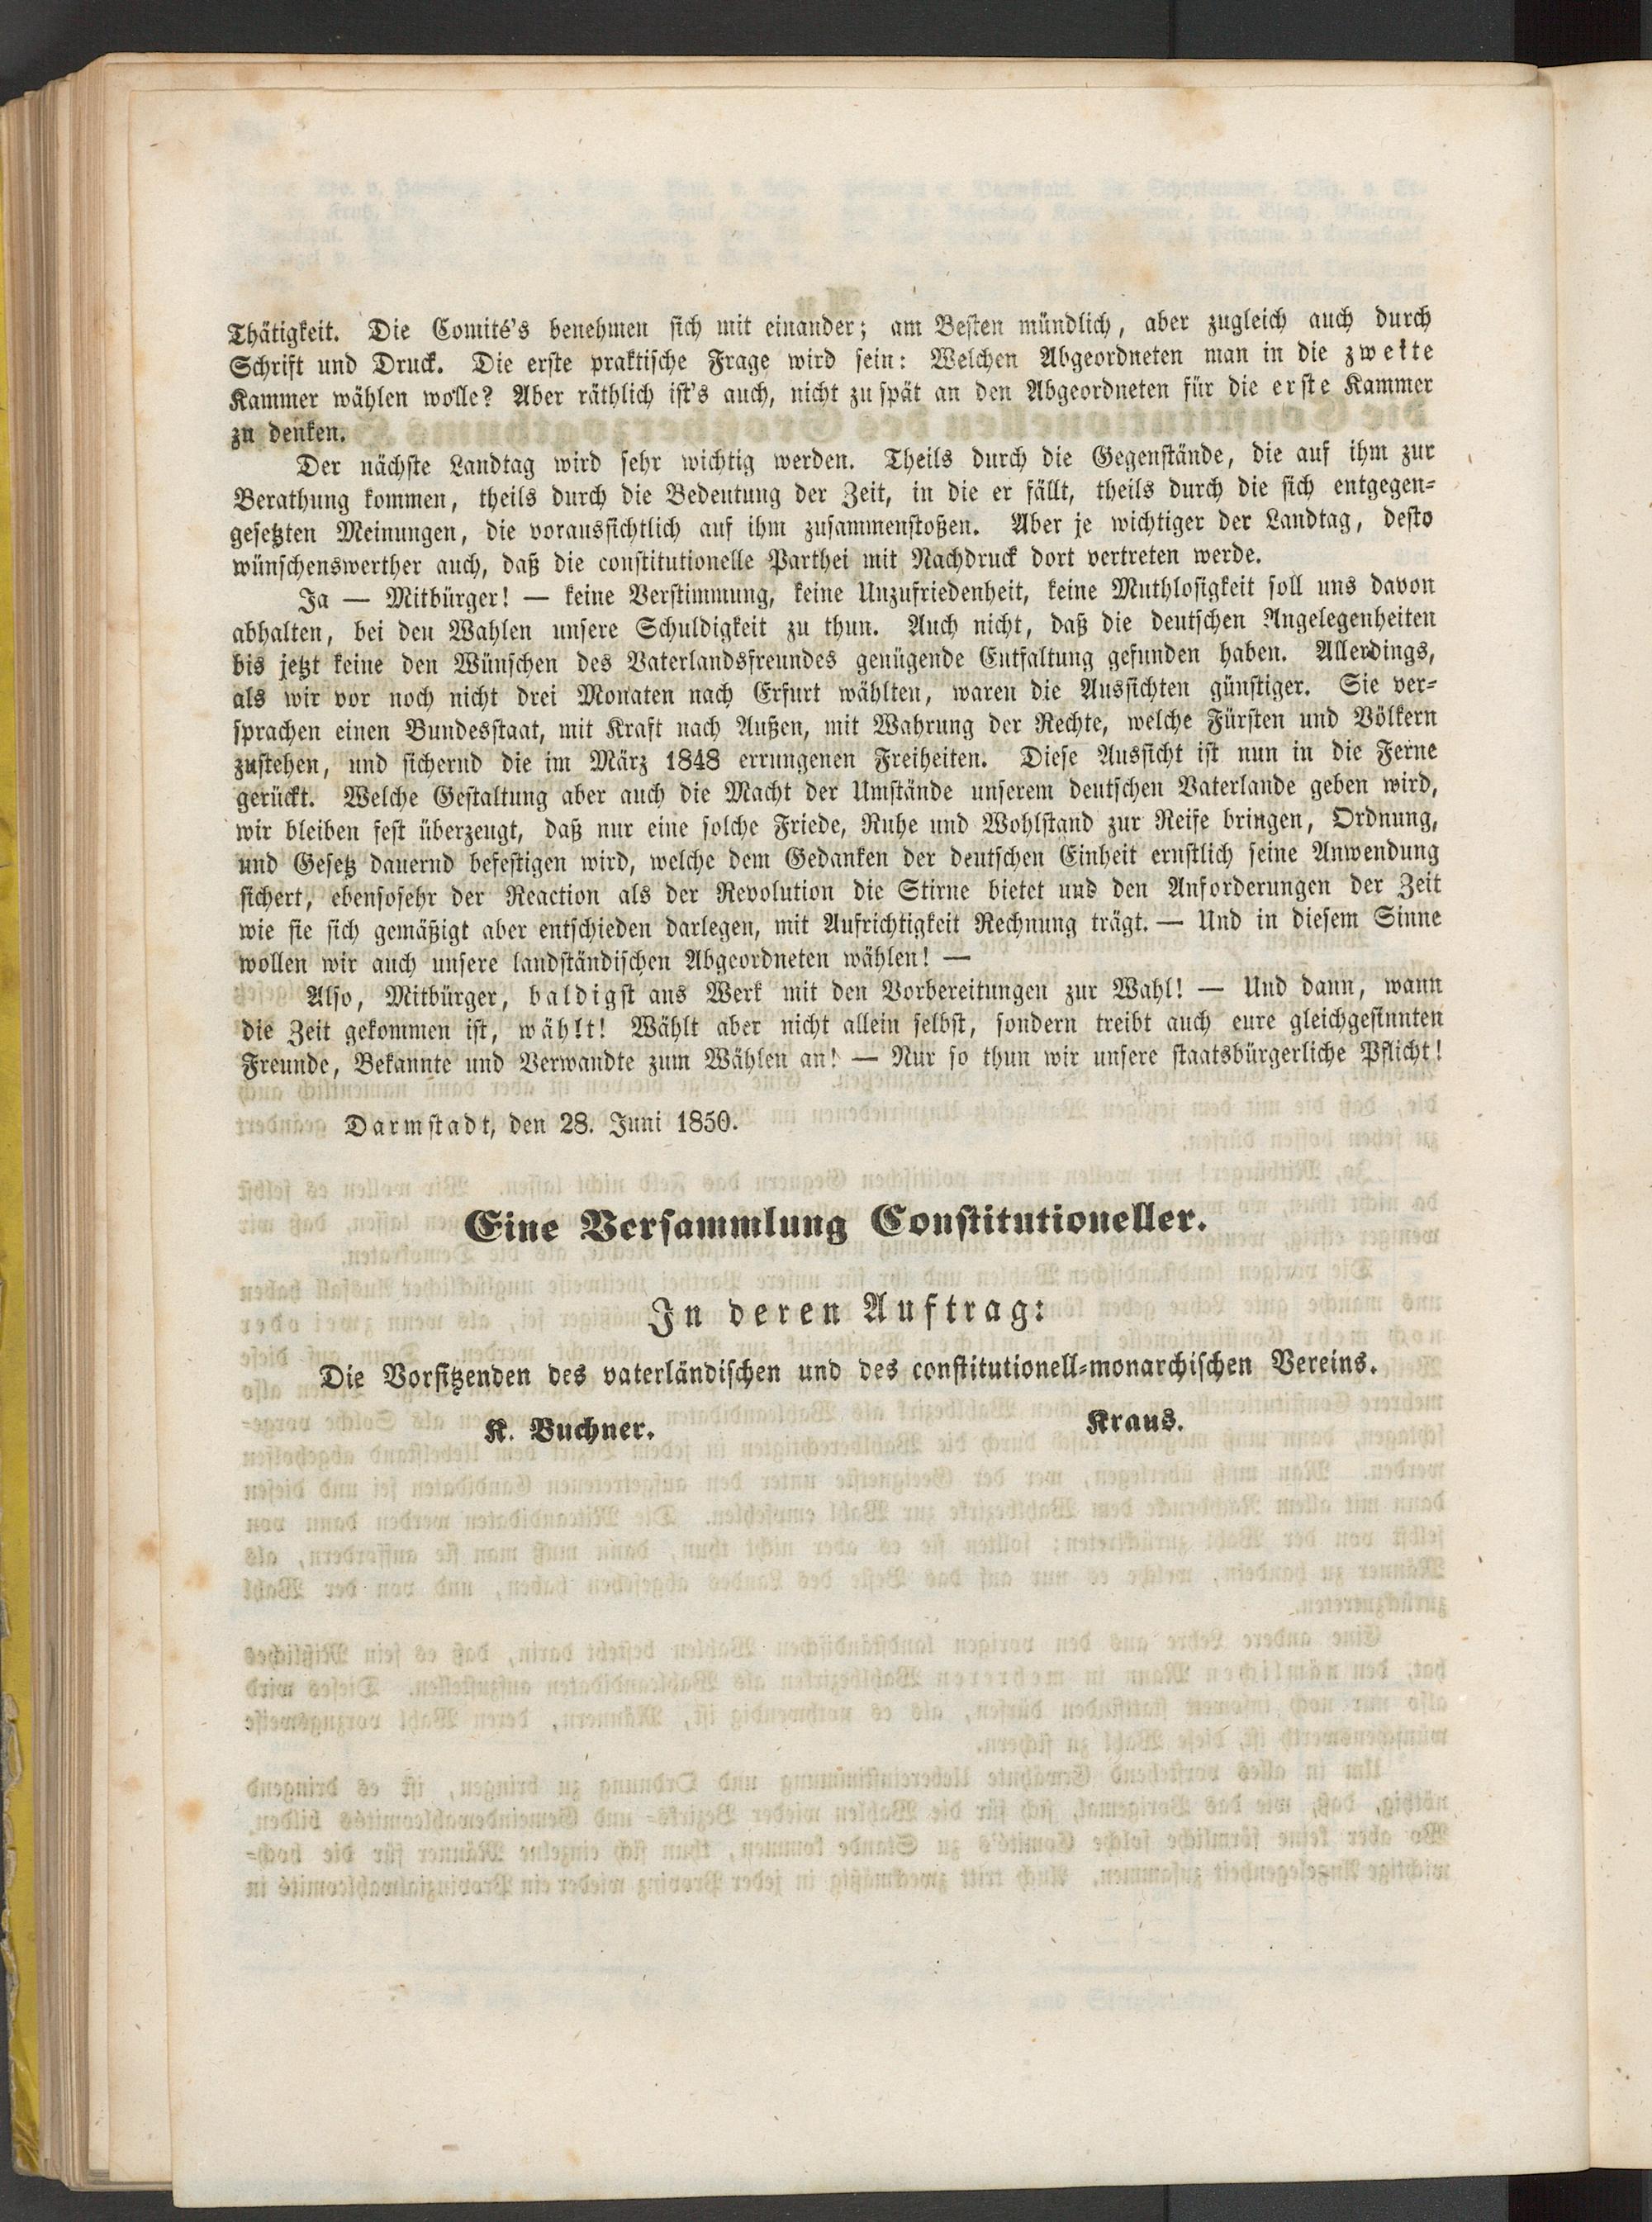 Thätigkeit. Die Comité's benehmen sich mit einander; am Besten mündlich, aber zugleich auch durch
Schrift und Druck. Die erste praktische Frage wird sein: Welchen Abgeordneten man in die zweite
Kammer wählen wolle? Aber räthlich ist's auch, nicht zu spät an den Abgeordneten für die erste Kammer
zu denken.
Der nächste Landtag wird sehr wichtig werden. Theils durch die Gegenstände, die auf ihm zur
Berathung kommen, theils durch die Bedeutung der Zeit, in die er fällt, theils durch die sich entgegen-
gesetzten Meinungen, die voraussichtlich auf ihm zusammenstoßen. Aber je wichtiger der Landtag, desto
wünschenswerther auch, daß die constitutionelle Parthei mit Nachdruck dort vertreten werde.
Ja — Mitbürger! — keine Verstimmung, keine Unzufriedenheit, keine Muthlosigkeit soll uns davon
abhalten, bei den Wahlen unsere Schuldigkeit zu thun. Auch nicht, daß die deutschen Angelegenheiten
bis jetzt keine den Wünschen des Vaterlandsfreundes genügende Entfaltung gefunden haben. Allerdings,
als wir vor noch nicht drei Monaten nach Erfurt wählten, waren die Aussichten günstiger. Sie ver-
sprachen einen Bundesstaat, mit Kraft nach Außen, mit Wahrung der Rechte, welche Fürsten und Völkern
zustehen, und sichernd die im März 1848 errungenen Freiheiten. Diese Aussicht ist nun in die Ferne
gerückt. Welche Gestaltung aber auch die Macht der Umstände unserem deutschen Vaterlande geben wird,
wir bleiben fest überzeugt, daß nur eine solche Friede, Ruhe und Wohlstand zur Reife bringen, Ordnung,
und Gesetz dauernd befestigen wird, welche dem Gedanken der deutschen Einheit ernstlich seine Anwendung
sichert, ebensosehr der Reaction als der Revolution die Stirne bietet und den Anforderungen der Zeit
wie sie sich gemäßigt aber entschieden darlegen, mit Aufrichtigkeit Rechnung trägt. — Und in diesem Sinne
wollen wir auch unsere landständischen Abgeordneten wählen! —
Also, Mitbürger, baldigst ans Werk mit den Vorbereitungen zur Wahl! — Und dann, wann
die Zeit gekommen ist, wählt! Wählt aber nicht allein selbst, sondern treibt auch eure gleichgesinnten
Freunde, Bekannte und Verwandte zum Wählen an! — Nur so thun wir unsere staatsbürgerliche Pflicht!
Darmstadt, den 28. Juni 1850.
Eine Versammlung Constitutioneller.
In deren Auftrag:
Die Vorsitzenden des vaterländischen und des constitutionell-monarchischen Vereins.
K. Buchner. Kraus.